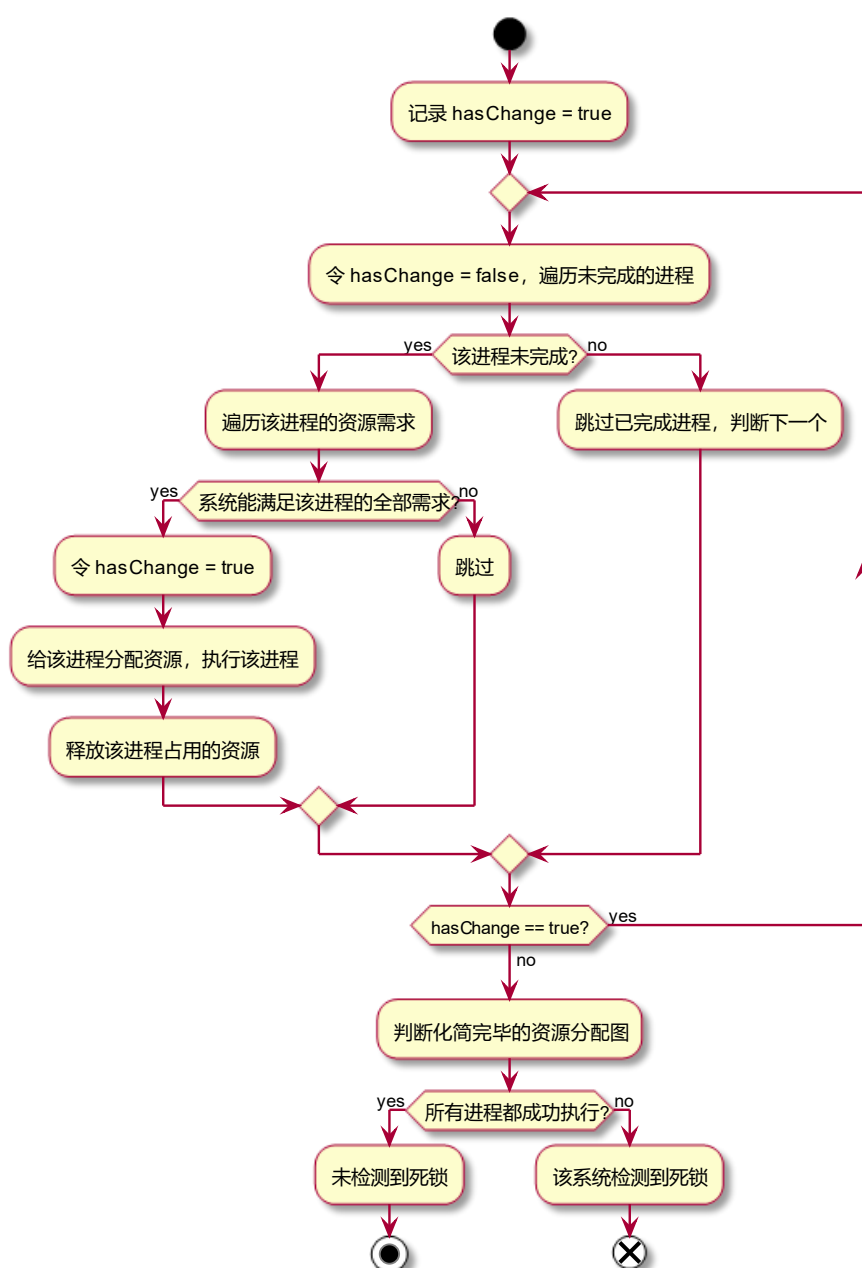 记录 hasChange = true
令 hasChange = false，遍历未完成的进程
yes
该进程未完成?
no
遍历该进程的资源需求
跳过已完成进程，判断下一个
yes
系统能满足该进程的全部需求?
no
令 hasChange = true
跳过
给该进程分配资源，执行该进程
释放该进程占用的资源
hasChange == true?
yes
no
判断化简完毕的资源分配图
yes
所有进程都成功执行?
no
未检测到死锁
该系统检测到死锁